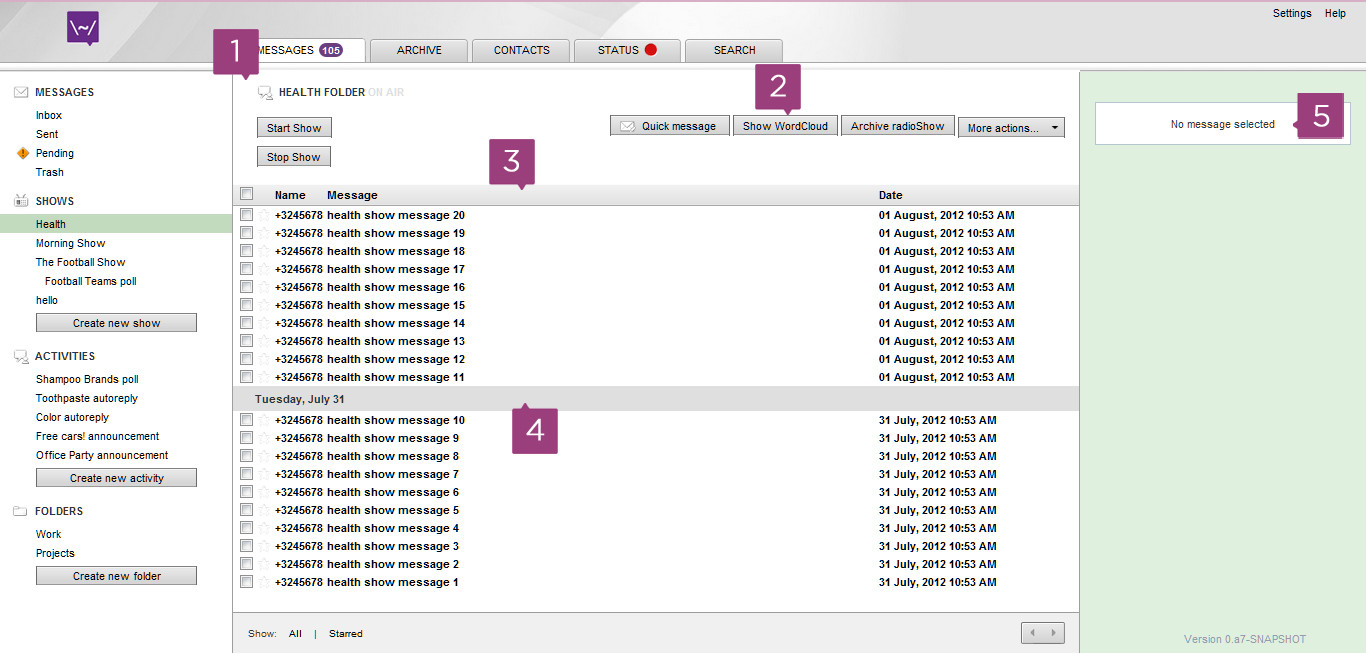 Settings Help
\~/
1 MESSAGES 105 ARCHIVE CONTACTS STATUS SEARCH
MESSAGES
Inbox
Sent
Pending
Trash
SHOWS
Health
Morning Show
The Football Show
Football Teams poll
hello
Create new show
ACTIVITIES
Shampoo Brands poll
Toothpaste autoreply
Color autoreply
Free cars! announcement
Office Party announcement
Create new activity
FOLDERS
Work
Projects
Create new folder
HEALTH FOLDER ON AIR
2
Start Show Quick message Show WordCloud Archive radioShow More actions...
Stop Show
3
Name Message Date
+3245678 health show message 20 01 August, 2012 10:53 AM
+3245678 health show message 19 01 August, 2012 10:53 AM
+3245678 health show message 18 01 August, 2012 10:53 AM
+3245678 health show message 17 01 August, 2012 10:53 AM
+3245678 health show message 16 01 August, 2012 10:53 AM
+3245678 health show message 15 01 August, 2012 10:53 AM
+3245678 health show message 14 01 August, 2012 10:53 AM
+3245678 health show message 13 01 August, 2012 10:53 AM
+3245678 health show message 12 01 August, 2012 10:53 AM
+3245678 health show message 11 01 August, 2012 10:53 AM
Tuesday, July 31
+3245678 health show message 10 31 July, 2012 10:53 AM
4
+3245678 health show message 9 31 July, 2012 10:53 AM
+3245678 health show message 8 31 July, 2012 10:53 AM
+3245678 health show message 7 31 July, 2012 10:53 AM
+3245678 health show message 6 31 July, 2012 10:53 AM
+3245678 health show message 5 31 July, 2012 10:53 AM
+3245678 health show message 4 31 July, 2012 10:53 AM
+3245678 health show message 3 31 July, 2012 10:53 AM
+3245678 health show message 2 31 July, 2012 10:53 AM
+3245678 health show message 1 31 July, 2012 10:53 AM
Show: All | Starred
No message selected 5
Version 0.a7-SNAPSHOT